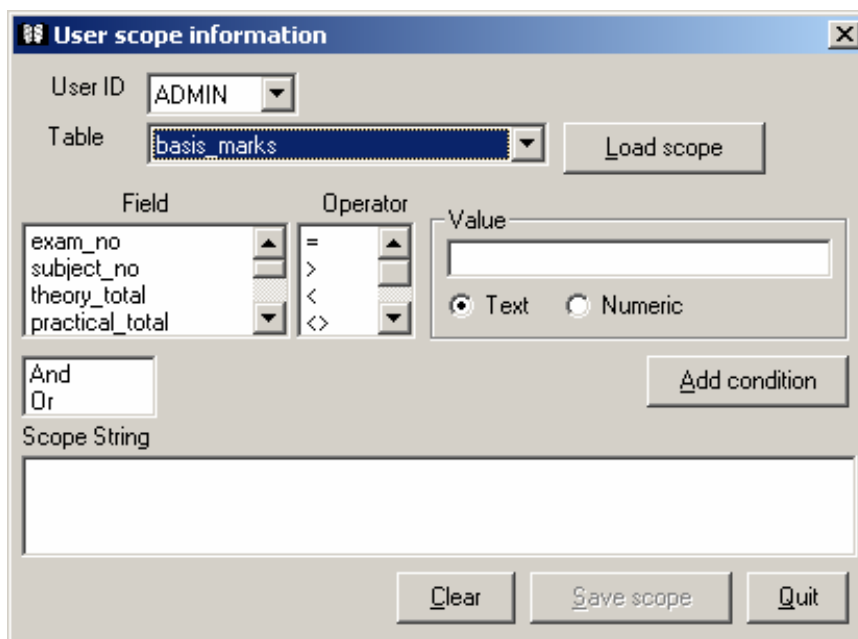 User scope information
User ID ADMIN
Table basis_marks Load scope
Field Operator Value
exam_no =
subject_no >
theory_total < Text Numeric
practical_total <>
And Add condition
Or
Scope String
Clear Save scope Quit